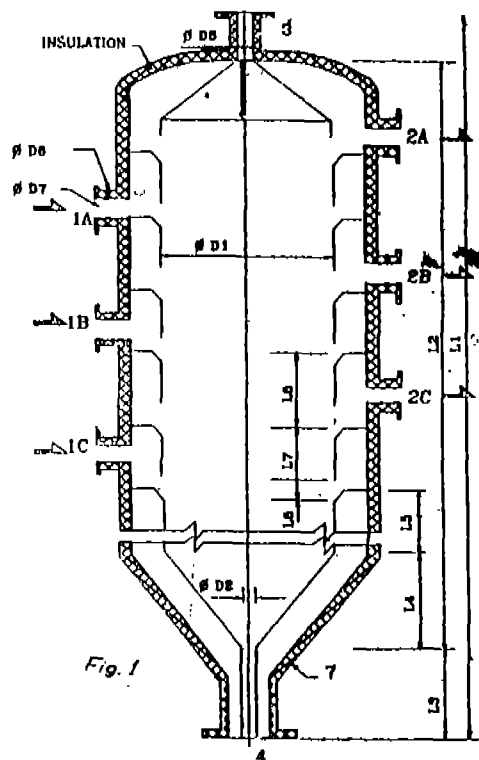 Ø D5
3
INSULATION
2A
Ø D6
Ø D7
1A
Ø D1
2B
1B
L2
L1
L6
2C
1C
L7
L8
L5
Ø D2
L4
Fig. 1
7
L3
4